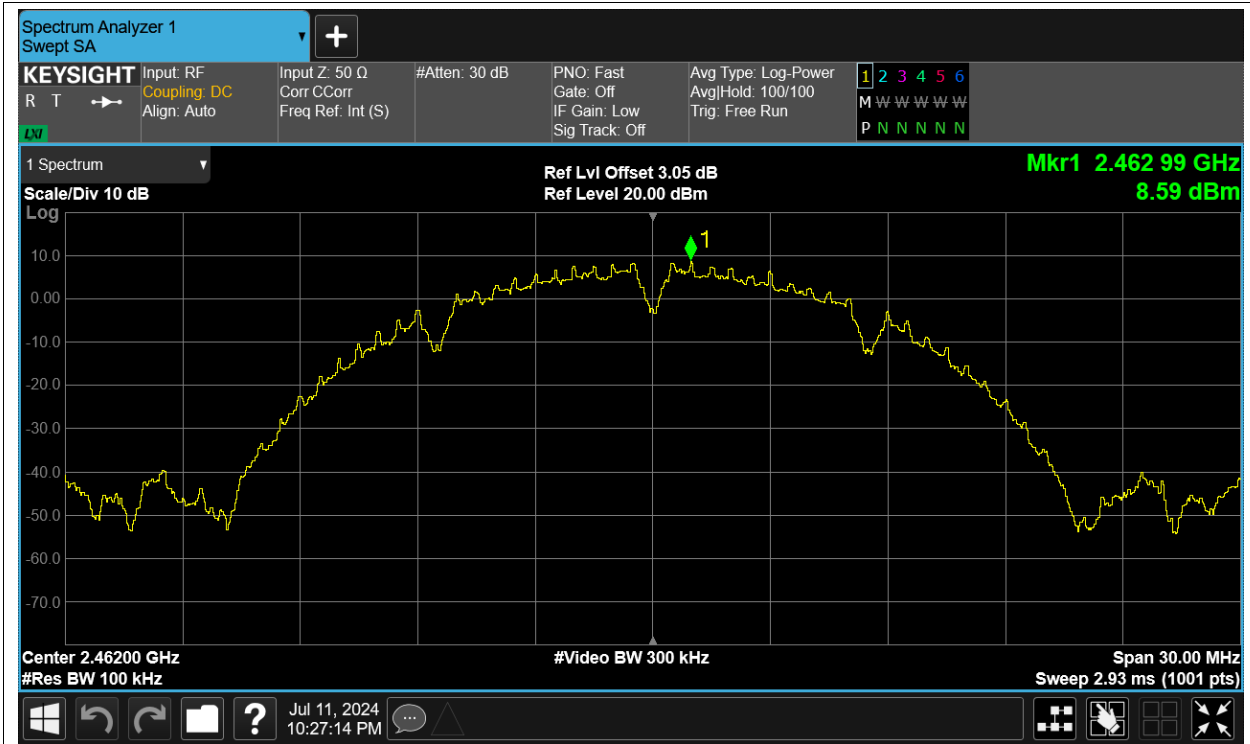 Spectrum Analyzer 1
Swept SA
KEYSIGHT
R T
LXI
Input: RF
Coupling: DC
Align: Auto
Input Z: 50 Ω
Corr CCorr
Freq Ref: Int (S)
#Atten: 30 dB
PNO: Fast
Gate: Off
IF Gain: Low
Sig Track: Off
Avg Type: Log-Power
Avg|Hold: 100/100
Trig: Free Run
1 2 3 4 5 6
M W W W W W
P N N N N N
1 Spectrum
Scale/Div 10 dB
Log
Ref Lvl Offset 3.05 dB
Ref Level 20.00 dBm
Mkr1 2.462 99 GHz
8.59 dBm
1
10.0
0.00
-10.0
-20.0
-30.0
-40.0
-50.0
-60.0
-70.0
Center 2.46200 GHz
#Res BW 100 kHz
#Video BW 300 kHz
Span 30.00 MHz
Sweep 2.93 ms (1001 pts)
?
Jul 11, 2024
10:27:14 PM